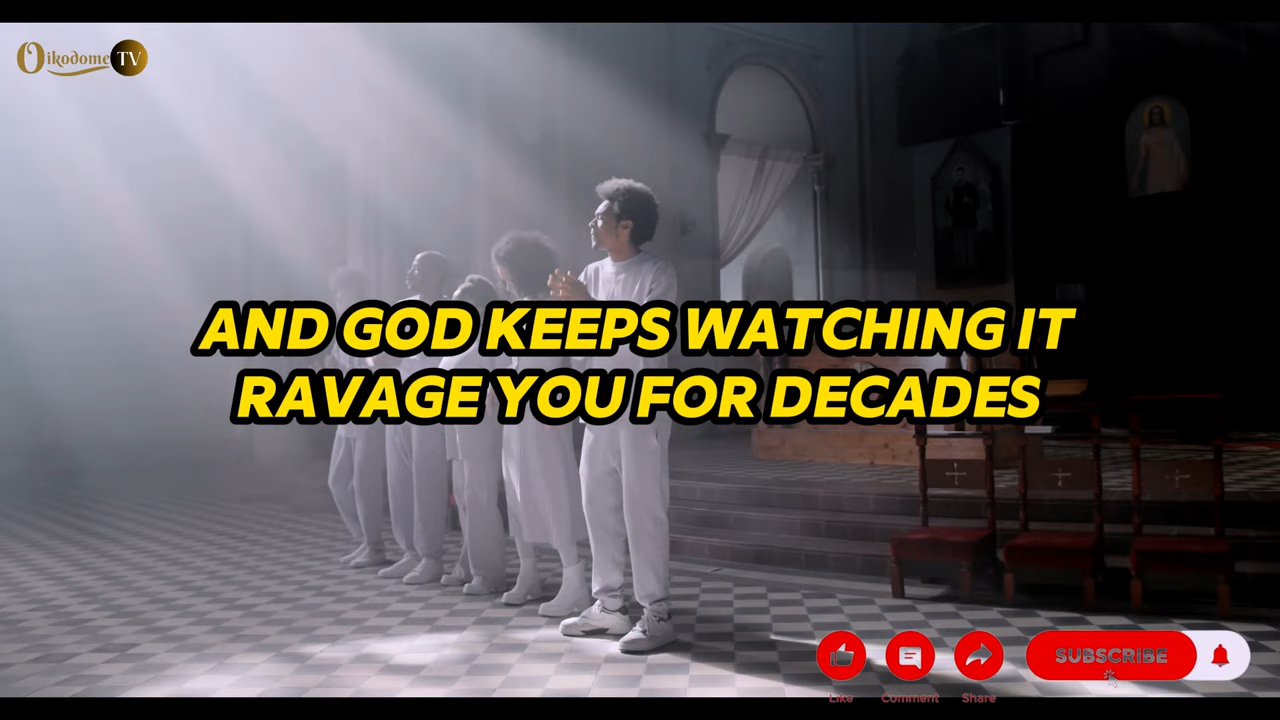 Oikodome TV
AND GOD KEEPS WATCHING IT
RAVAGE YOU FOR DECADES
SUBSCRIBE
Like
Comment
Share